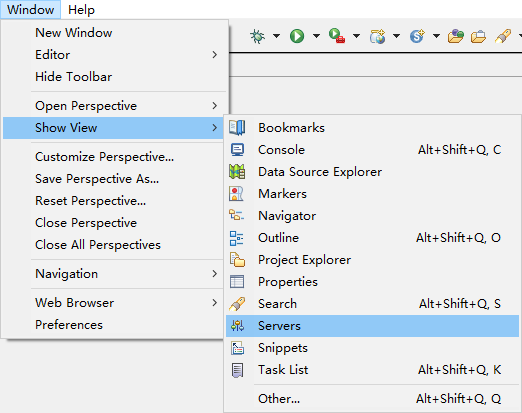 Window Help
New Window
Editor
Hide Toolbar
Open Perspective
Show View
Customize Perspective...
Save Perspective As...
Reset Perspective...
Close Perspective
Close All Perspectives
Navigation
Web Browser
Preferences
Bookmarks
Console Alt+Shift+Q, C
Data Source Explorer
Markers
Navigator
Outline Alt+Shift+Q, O
Project Explorer
Properties
Search Alt+Shift+Q, S
Servers
Snippets
Task List Alt+Shift+Q, K
Other... Alt+Shift+Q, Q